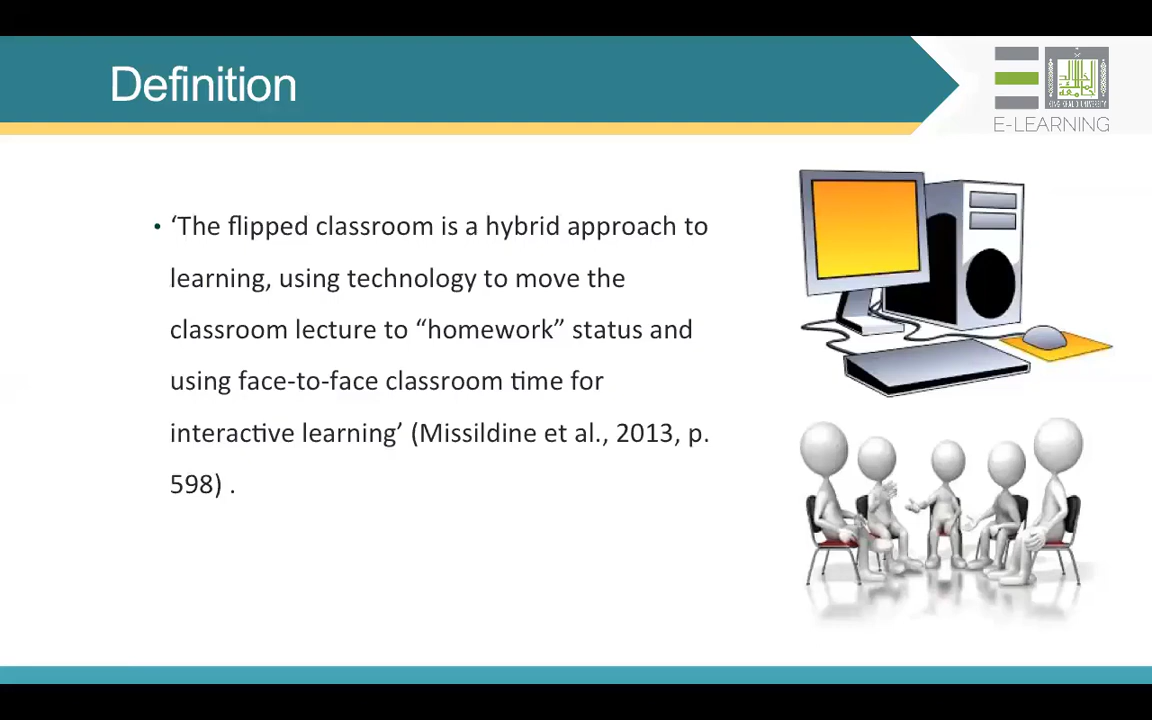 Definition
E-LEARNING
• ‘The flipped classroom is a hybrid approach to
learning, using technology to move the
classroom lecture to “homework” status and
using face-to-face classroom time for
interactive learning’ (Missildine et al., 2013, p.
598) .